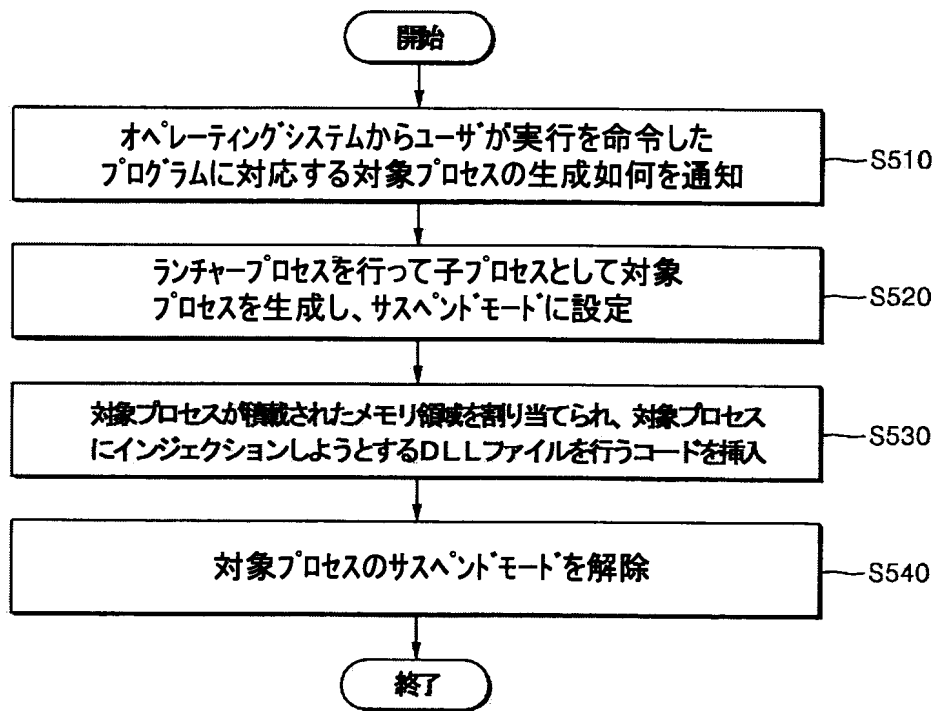 開始
オペレーティングシステムからユーザが実行を命令した
プログラムに対応する対象プロセスの生成如何を通知
S510
ランチャープロセスを行って子プロセスとして対象
プロセスを生成し、サスペンドモードに設定
S520
対象プロセスが積載されたメモリ領域を割り当てられ、対象プロセス
にインジェクションしようとするDLLファイルを行うコードを挿入
S530
対象プロセスのサスペンドモードを解除
S540
終了